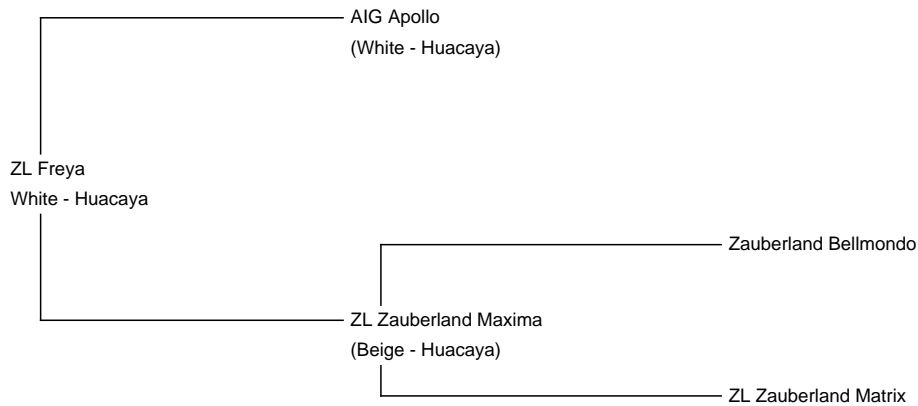 AIG Apollo
(White - Huacaya)
ZL Freya
White - Huacaya
Zauberland Bellmondo
ZL Zauberland Maxima
(Beige - Huacaya)
ZL Zauberland Matrix